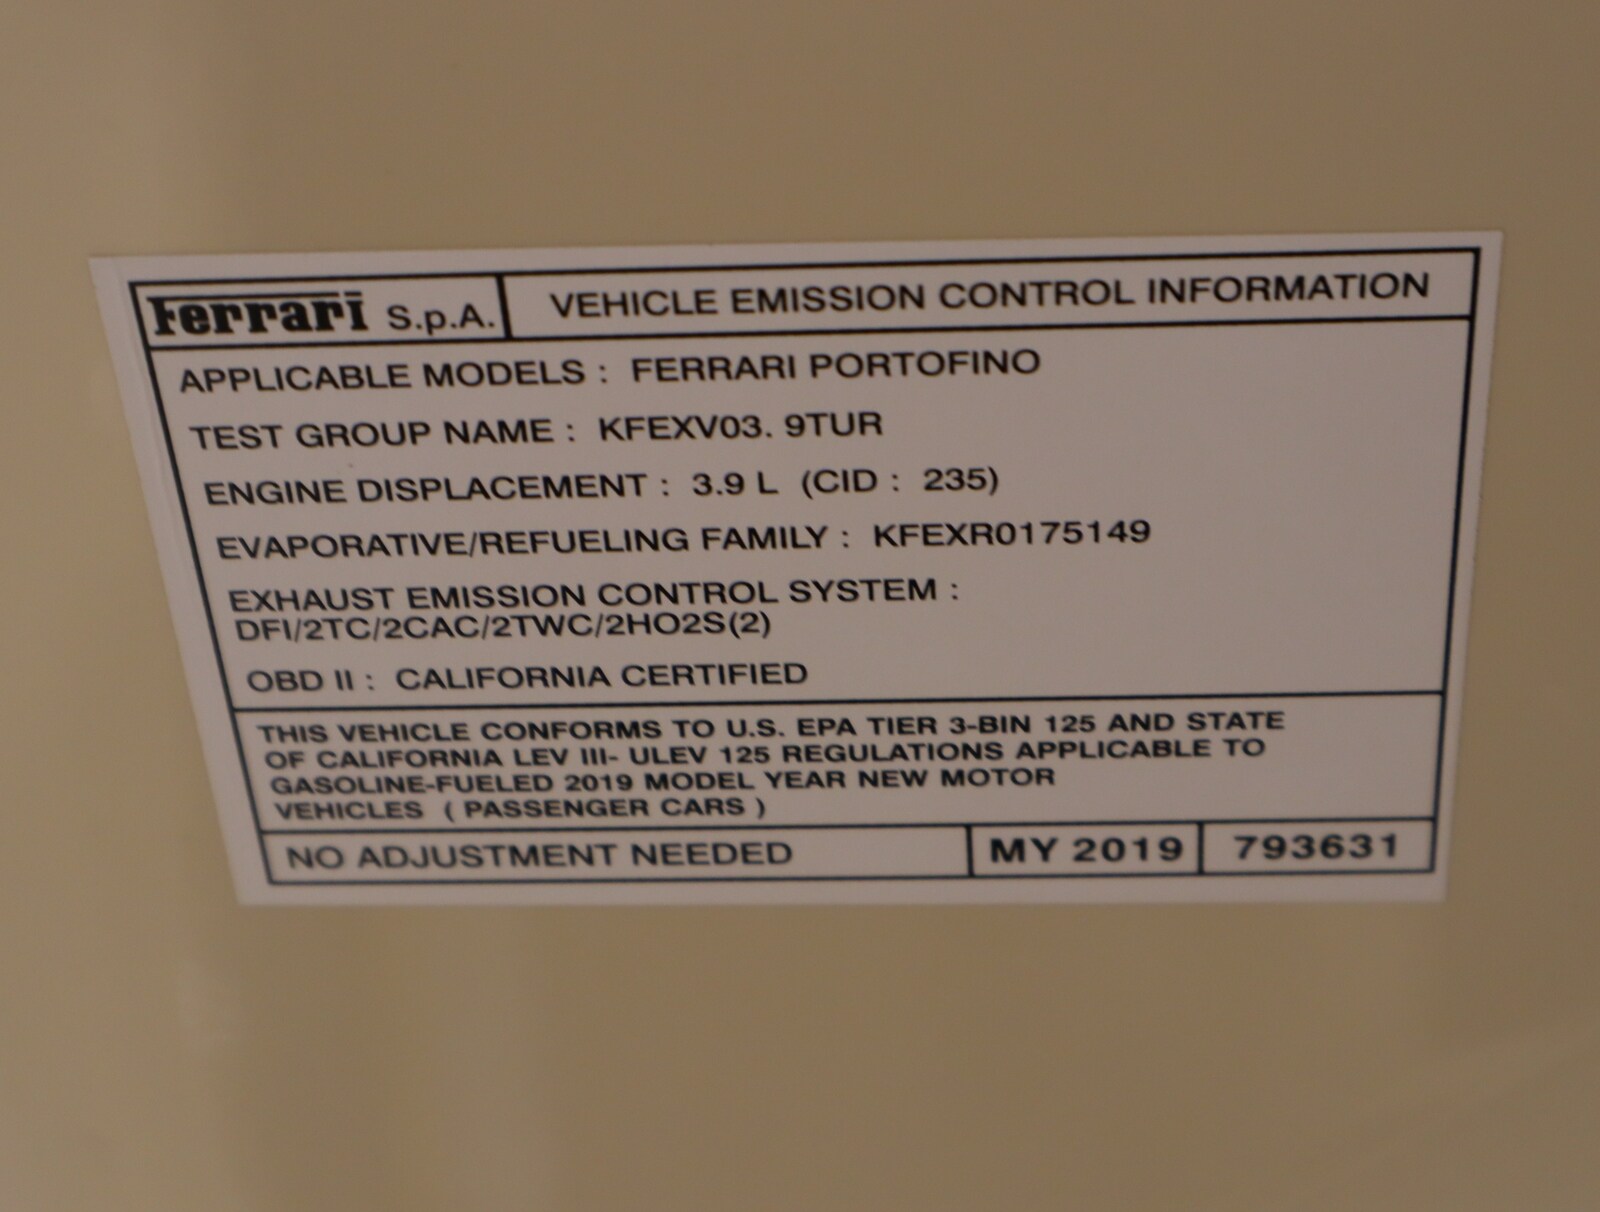 Ferrari S.p.A. VEHICLE EMISSION CONTROL INFORMATION
APPLICABLE MODELS : FERRARI PORTOFINO
TEST GROUP NAME : KFEXV03. 9TUR
ENGINE DISPLACEMENT : 3.9 L (CID : 235)
EVAPORATIVE/REFUELING FAMILY : KFEXR0175149
EXHAUST EMISSION CONTROL SYSTEM :
DFI/2TC/2CAC/2TWC/2HO2S(2)
OBD II : CALIFORNIA CERTIFIED
THIS VEHICLE CONFORMS TO U.S. EPA TIER 3-BIN 125 AND STATE
OF CALIFORNIA LEV III- ULEV 125 REGULATIONS APPLICABLE TO
GASOLINE-FUELED 2019 MODEL YEAR NEW MOTOR
VEHICLES ( PASSENGER CARS )
NO ADJUSTMENT NEEDED MY 2019 793631